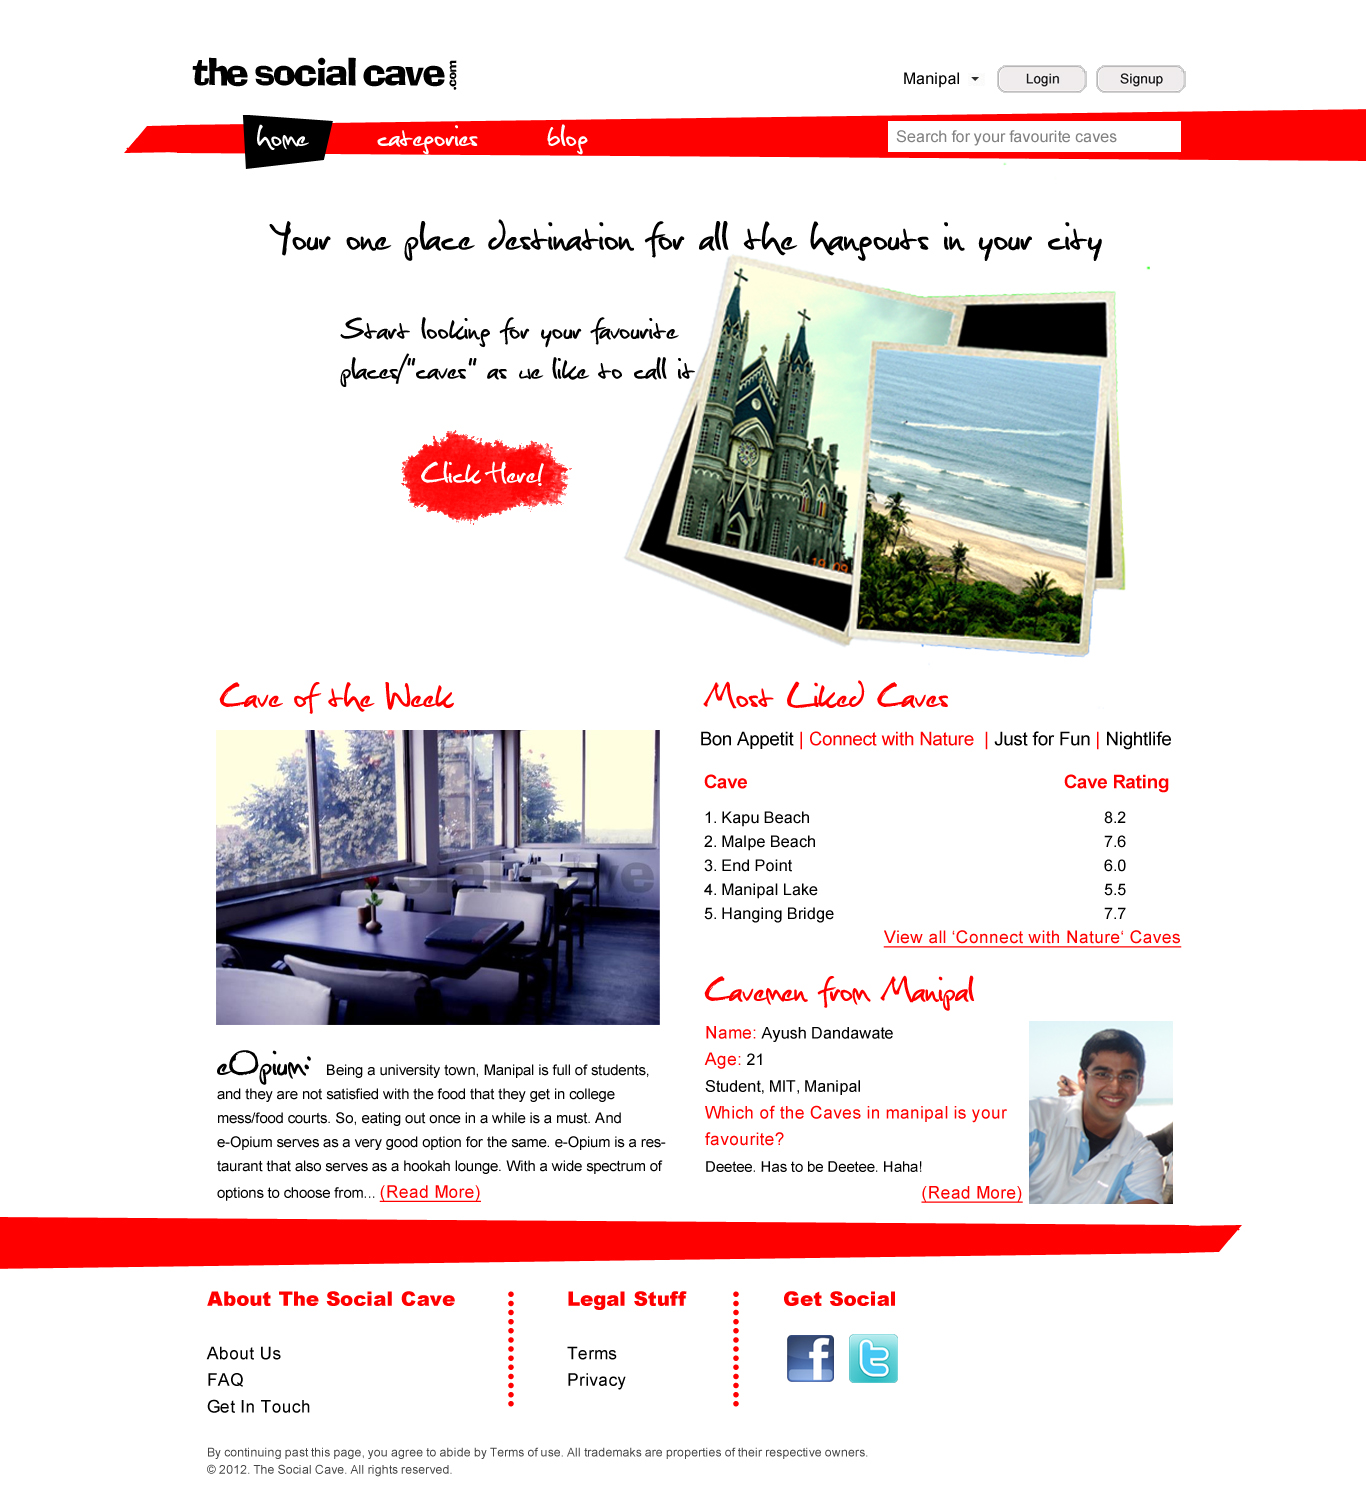 the social cave .com
Manipal
Login
Signup
home
categories
blog
Search for your favourite caves
Your one place destination for all the hangouts in your city
Start looking for your favourite
places/"caves" as we like to call it
Click Here!
19 09
Cave of the Week
social cave
eOpium: Being a university town, Manipal is full of students,
and they are not satisfied with the food that they get in college
mess/food courts. So, eating out once in a while is a must. And
e-Opium serves as a very good option for the same. e-Opium is a res-
taurant that also serves as a hookah lounge. With a wide spectrum of
options to choose from... (Read More)
Most Liked Caves
Bon Appetit | Connect with Nature | Just for Fun | Nightlife
Cave Cave Rating
1. Kapu Beach 8.2
2. Malpe Beach 7.6
3. End Point 6.0
4. Manipal Lake 5.5
5. Hanging Bridge 7.7
View all ‘Connect with Nature‘ Caves
Cavemen from Manipal
Name: Ayush Dandawate
Age: 21
Student, MIT, Manipal
Which of the Caves in manipal is your
favourite?
Deetee. Has to be Deetee. Haha!
(Read More)
About The Social Cave
About Us
FAQ
Get In Touch
Legal Stuff
Terms
Privacy
Get Social
f
t
By continuing past this page, you agree to abide by Terms of use. All trademaks are properties of their respective owners.
© 2012. The Social Cave. All rights reserved.